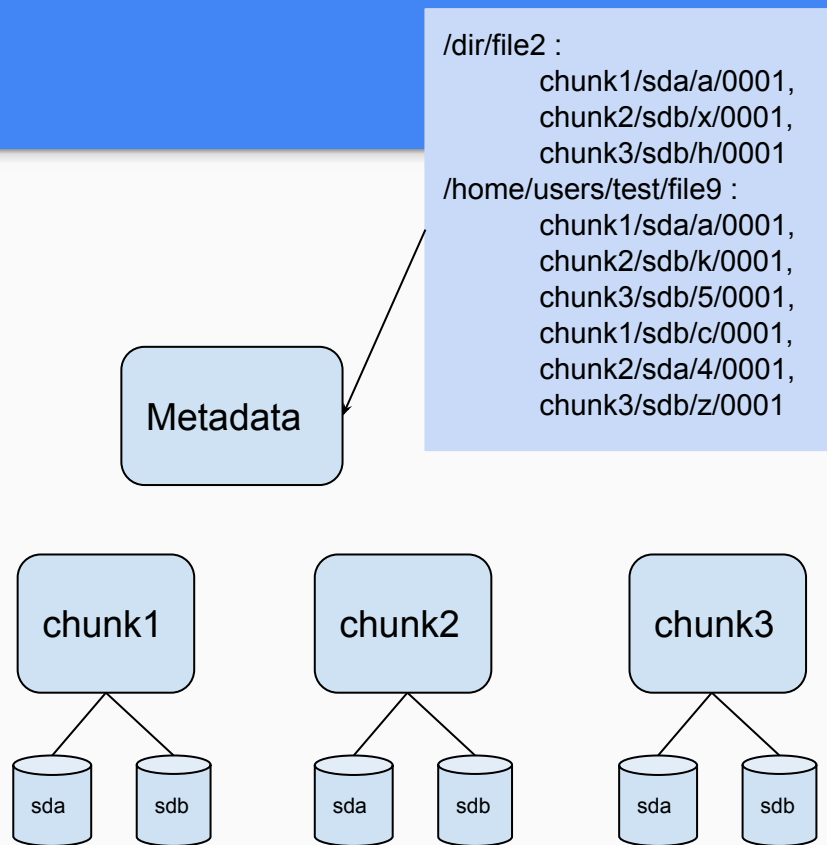 /dir/file2 :
chunk1/sda/a/0001,
chunk2/sdb/x/0001,
chunk3/sdb/h/0001
/home/users/test/file9 :
chunk1/sda/a/0001,
chunk2/sdb/k/0001,
chunk3/sdb/5/0001,
chunk1/sdb/c/0001,
chunk2/sda/4/0001,
chunk3/sdb/z/0001
Metadata
chunk1
chunk2
chunk3
sda
sdb
sda
sdb
sda
sdb